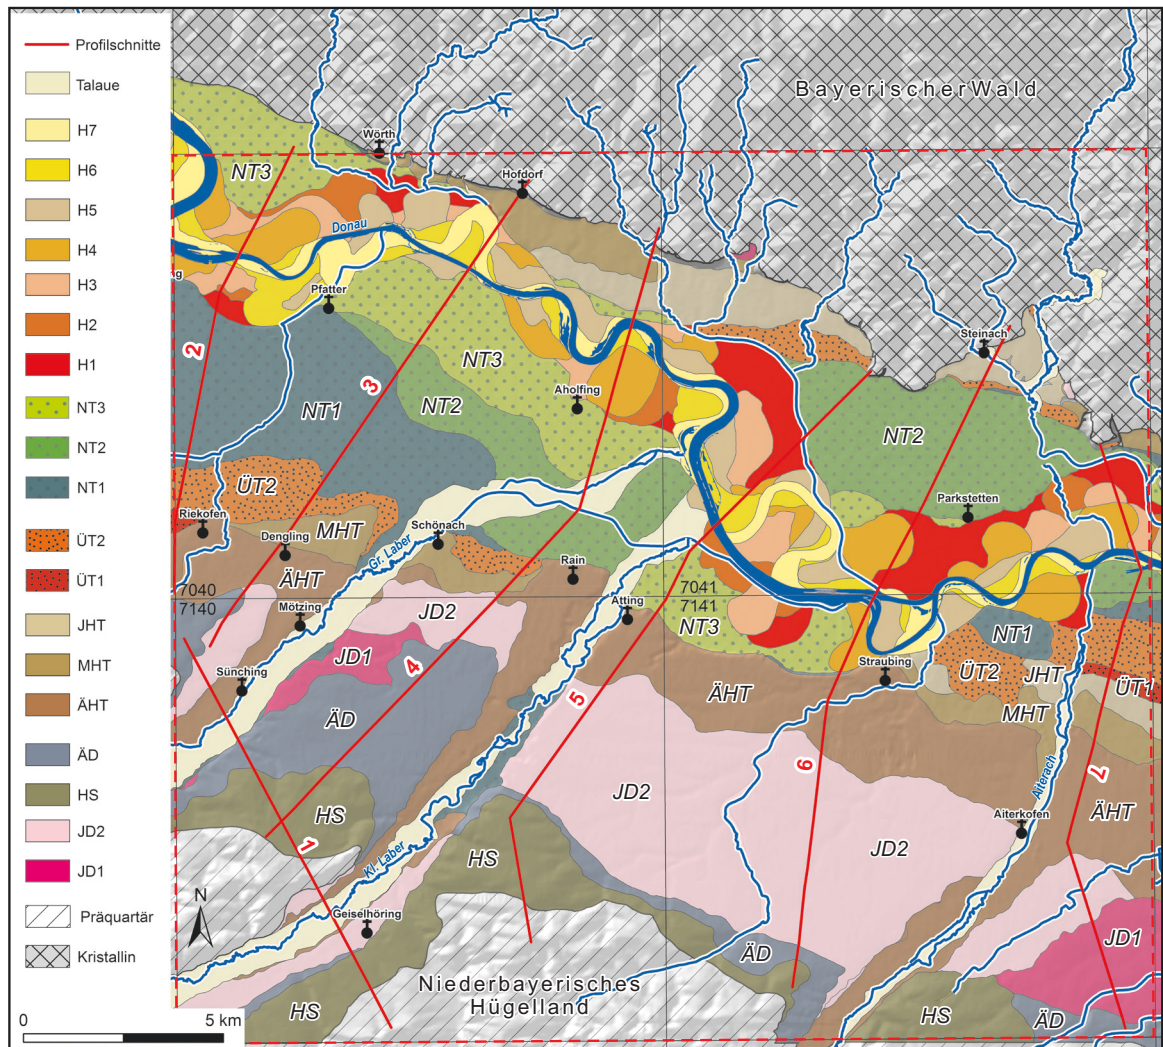 Profilschnitte
Talaue
H7
H6
H5
H4
H3
H2
H1
NT3
NT2
NT1
ÜT2
ÜT1
JHT
MHT
ÄHT
ÄD
HS
JD2
JD1
Präquartär
Kristallin
N
0 5 km
Bayerischer Wald
Wörth
NT3
Hofdorf
Donau
g
Pfatter
Steinach
2
3
NT3
NT1
NT2
Aholfing
NT2
ÜT2
Parkstetten
Riekofen
MHT
Schönach
Dengling
Gr. Laber
ÄHT
Rain
7040
7140
7041
7141
Mötzing
JD2
Atting
NT3
NT1
JD1
4
Straubing
ÜT2
JHT
ÜT1
Sünching
ÄHT
MHT
5
ÄD
6
Aiterach
7
JD2
HS
Aiterkofen
ÄHT
1
JD2
HS
Kl. Laber
Geiselhöring
JD1
ÄD
Niederbayerisches
Hügelland
HS
HS
ÄD